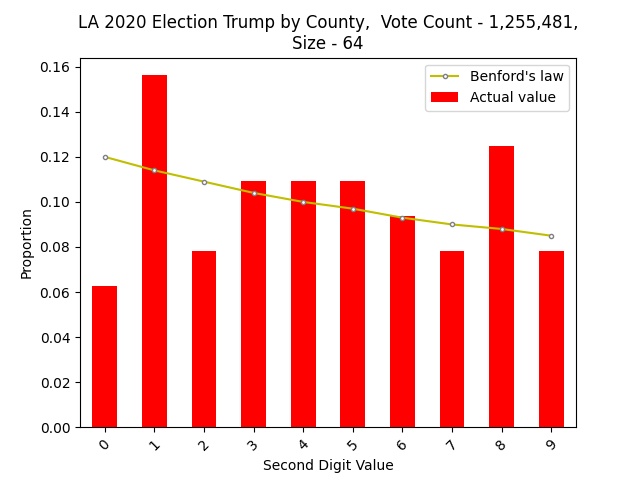 LA 2020 Election Trump by County,  Vote Count - 1,255,481,
Size - 64
Benford's law
Actual value
0.16
0.14
0.12
0.10
0.08
0.06
0.04
0.02
0.00
Proportion
0 1 2 3 4 5 6 7 8 9
Second Digit Value